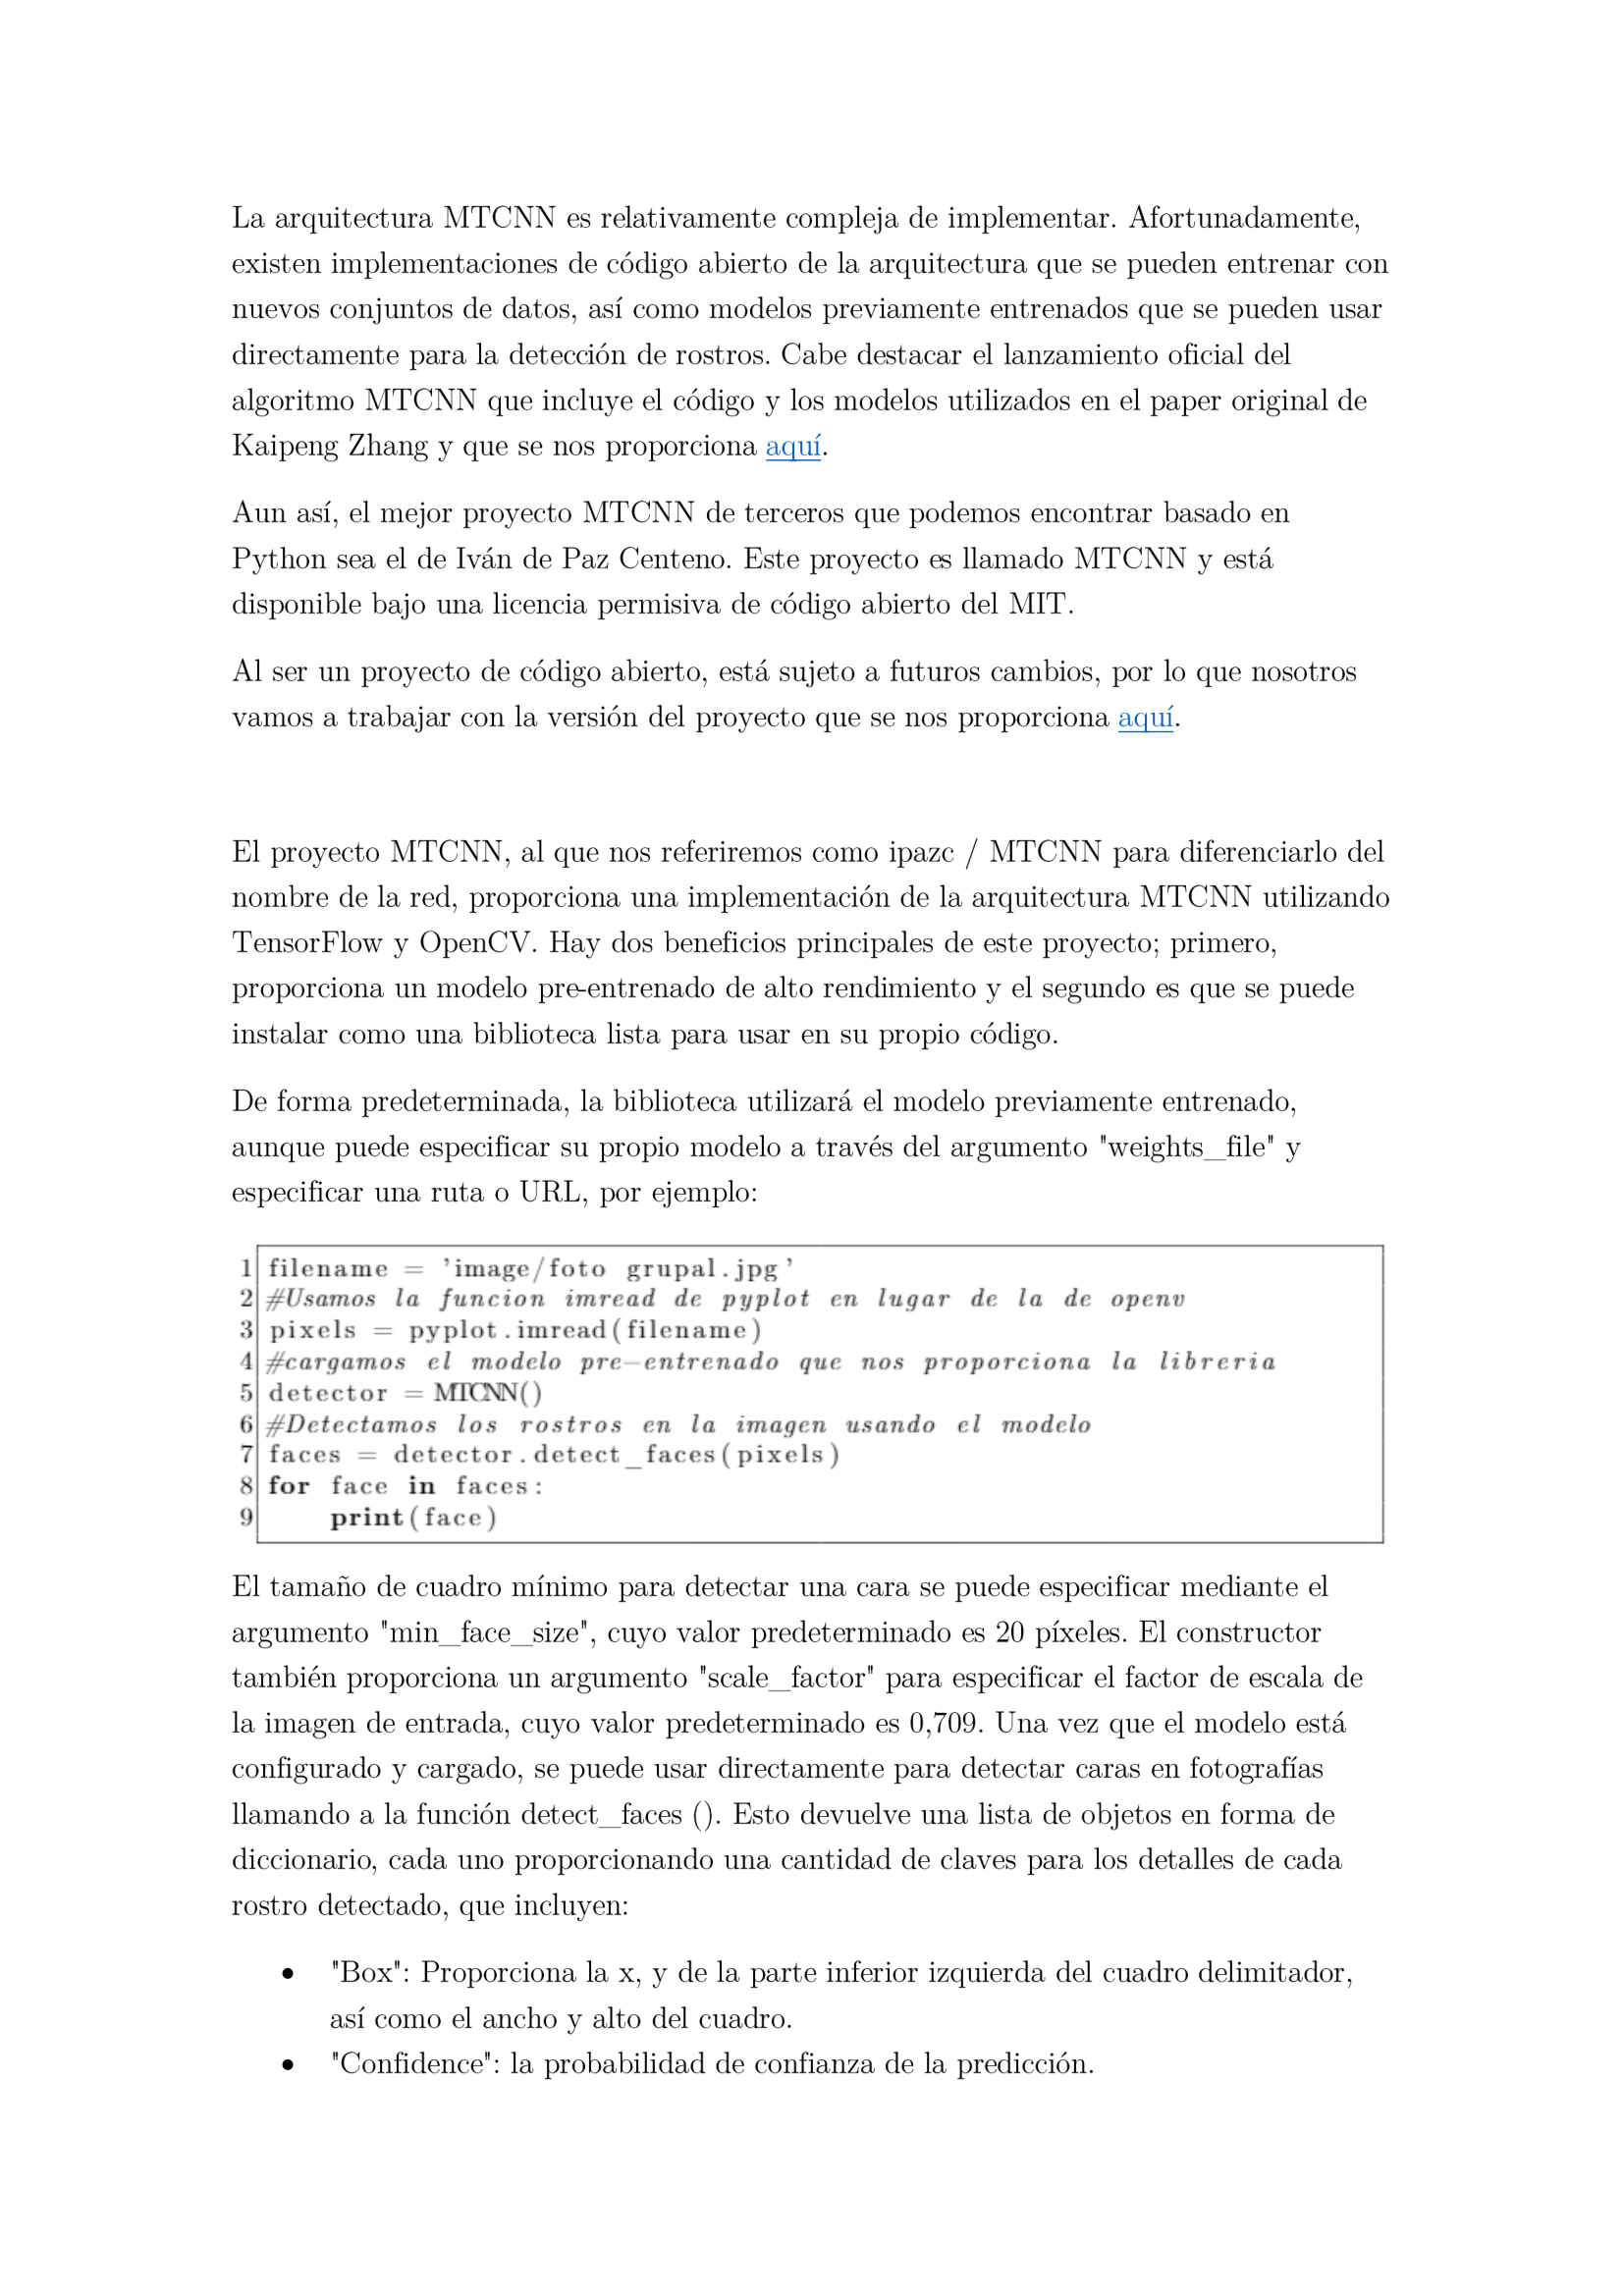 La arquitectura MTCNN es relativamente compleja de implementar. Afortunadamente,
existen implementaciones de código abierto de la arquitectura que se pueden entrenar con
nuevos conjuntos de datos, así como modelos previamente entrenados que se pueden usar
directamente para la detección de rostros. Cabe destacar el lanzamiento oficial del
algoritmo MTCNN que incluye el código y los modelos utilizados en el paper original de
Kaipeng Zhang y que se nos proporciona aquí.
Aun así, el mejor proyecto MTCNN de terceros que podemos encontrar basado en
Python sea el de Iván de Paz Centeno. Este proyecto es llamado MTCNN y está
disponible bajo una licencia permisiva de código abierto del MIT.
Al ser un proyecto de código abierto, está sujeto a futuros cambios, por lo que nosotros
vamos a trabajar con la versión del proyecto que se nos proporciona aquí.
El proyecto MTCNN, al que nos referiremos como ipazc / MTCNN para diferenciarlo del
nombre de la red, proporciona una implementación de la arquitectura MTCNN utilizando
TensorFlow y OpenCV. Hay dos beneficios principales de este proyecto; primero,
proporciona un modelo pre-entrenado de alto rendimiento y el segundo es que se puede
instalar como una biblioteca lista para usar en su propio código.
De forma predeterminada, la biblioteca utilizará el modelo previamente entrenado,
aunque puede especificar su propio modelo a través del argumento "weights_file" y
especificar una ruta o URL, por ejemplo:
1 filename = 'image/foto grupal.jpg'
2 #Usamos la funcion imread de pyplot en lugar de la de openv
3 pixels = pyplot.imread(filename)
4 #cargamos el modelo pre-entrenado que nos proporciona la libreria
5 detector = MTCNN()
6 #Detectamos los rostros en la imagen usando el modelo
7 faces = detector.detect_faces(pixels)
8 for face in faces:
9     print(face)
El tamaño de cuadro mínimo para detectar una cara se puede especificar mediante el
argumento "min_face_size", cuyo valor predeterminado es 20 píxeles. El constructor
también proporciona un argumento "scale_factor" para especificar el factor de escala de
la imagen de entrada, cuyo valor predeterminado es 0,709. Una vez que el modelo está
configurado y cargado, se puede usar directamente para detectar caras en fotografías
llamando a la función detect_faces (). Esto devuelve una lista de objetos en forma de
diccionario, cada uno proporcionando una cantidad de claves para los detalles de cada
rostro detectado, que incluyen:
• "Box": Proporciona la x, y de la parte inferior izquierda del cuadro delimitador,
así como el ancho y alto del cuadro.
• "Confidence": la probabilidad de confianza de la predicción.